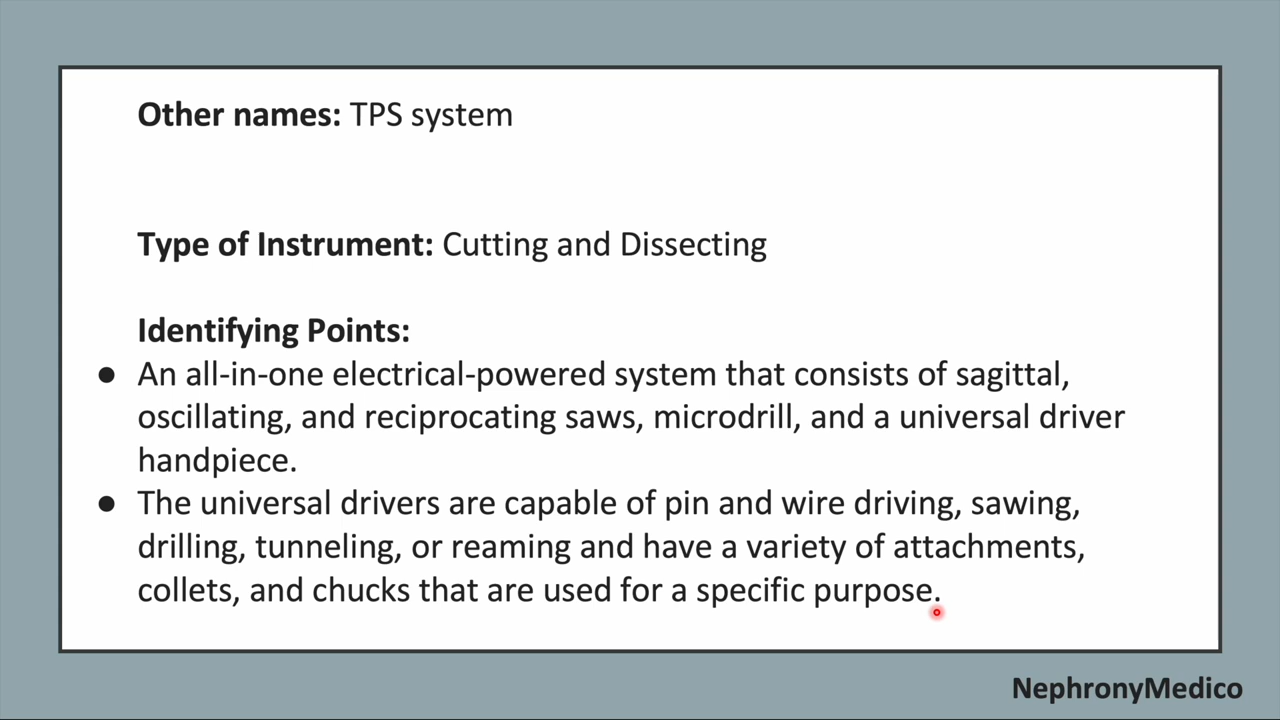 Other names: TPS system
Type of Instrument: Cutting and Dissecting
Identifying Points:
● An all-in-one electrical-powered system that consists of sagittal,
oscillating, and reciprocating saws, microdrill, and a universal driver
handpiece.
● The universal drivers are capable of pin and wire driving, sawing,
drilling, tunneling, or reaming and have a variety of attachments,
collets, and chucks that are used for a specific purpose.
NephronyMedico